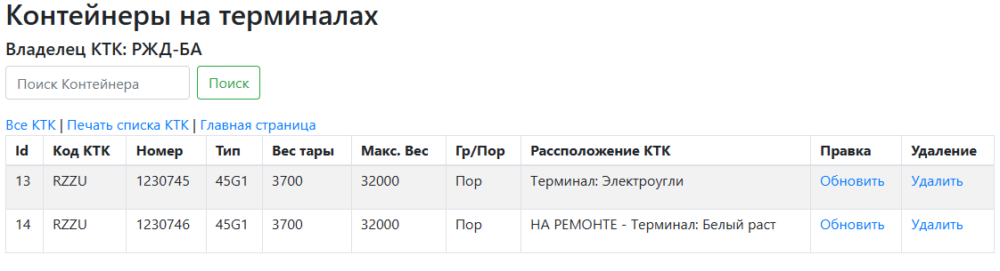 Контейнеры на терминалах
Владелец КТК: РЖД-БА
Поиск Контейнера Поиск
Все КТК | Печать списка КТК | Главная страница
Id Код КТК Номер Тип Вес тары Макс. Вес Гр/Пор Рассположение КТК Правка Удаление
13 RZZU 1230745 45G1 3700 32000 Пор Терминал: Электроугли Обновить Удалить
14 RZZU 1230746 45G1 3700 32000 Пор НА РЕМОНТЕ - Терминал: Белый раст Обновить Удалить